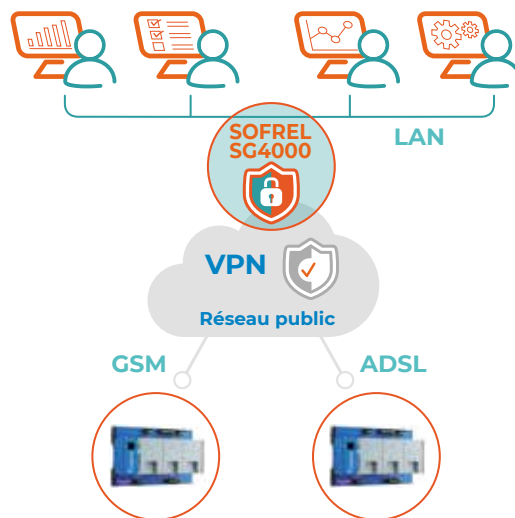 SOFREL
SG4000
LAN
VPN
Réseau public
GSM
ADSL